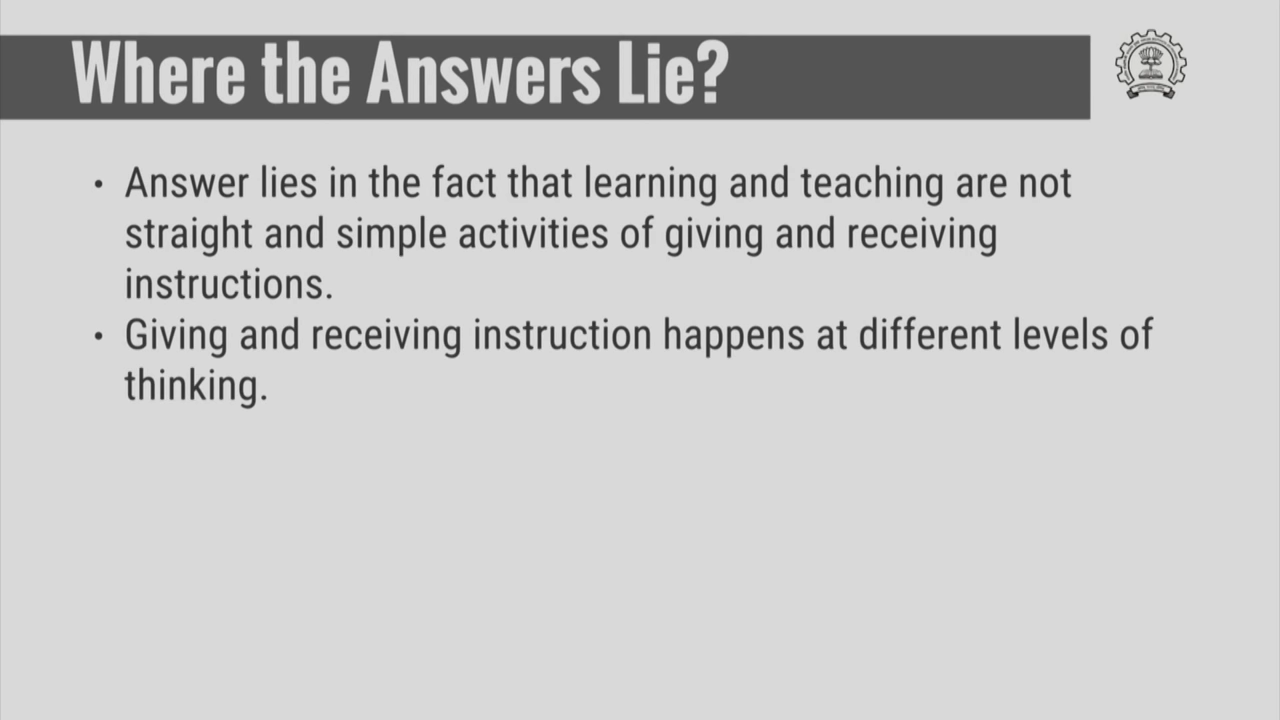 Where the Answers Lie?
• Answer lies in the fact that learning and teaching are not
straight and simple activities of giving and receiving
instructions.
• Giving and receiving instruction happens at different levels of
thinking.